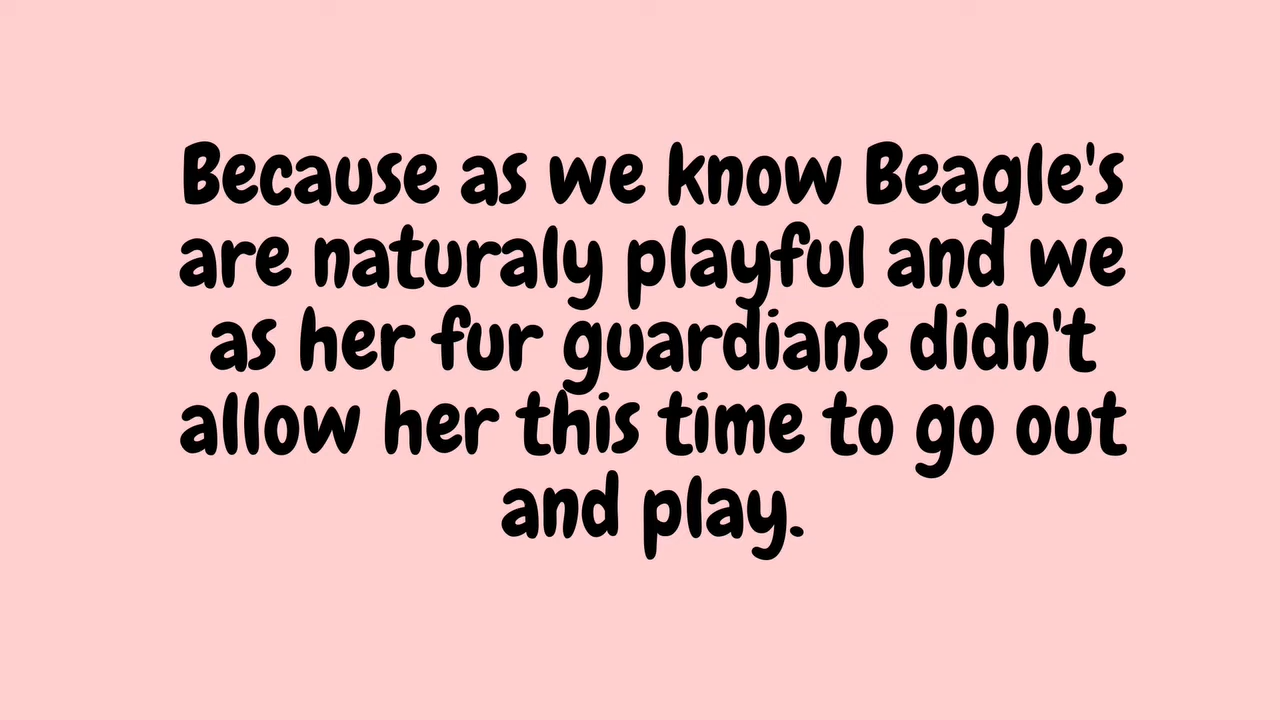 Because as we know Beagle's
are naturaly playful and we
as her fur guardians didn't
allow her this time to go out
and play.